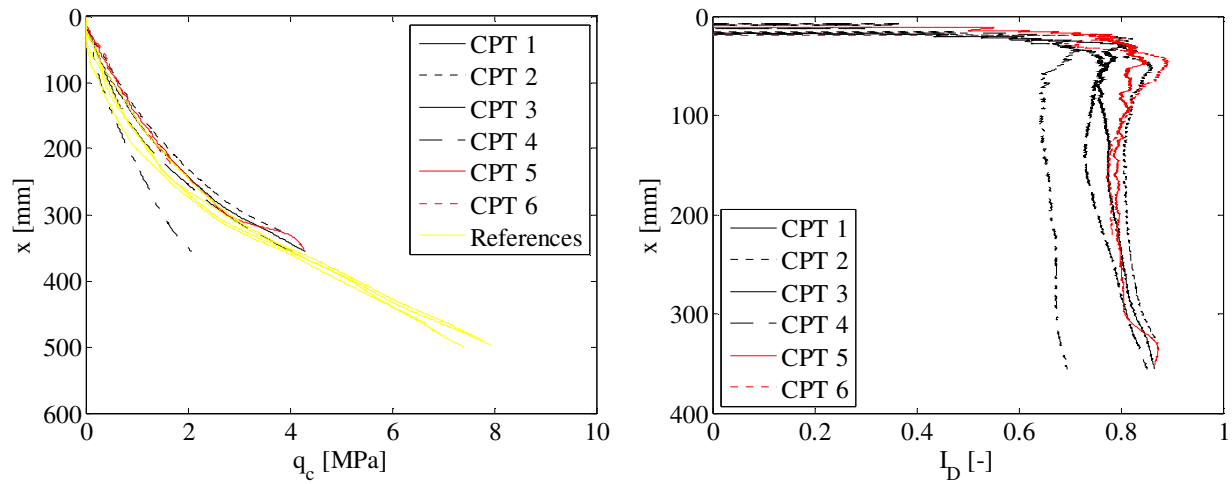 0
100
200
300
400
500
600
x [mm]
0 2 4 6 8 10
q_c [MPa]
CPT 1
CPT 2
CPT 3
CPT 4
CPT 5
CPT 6
References
0
100
200
300
400
x [mm]
0 0.2 0.4 0.6 0.8 1
I_D [-]
CPT 1
CPT 2
CPT 3
CPT 4
CPT 5
CPT 6